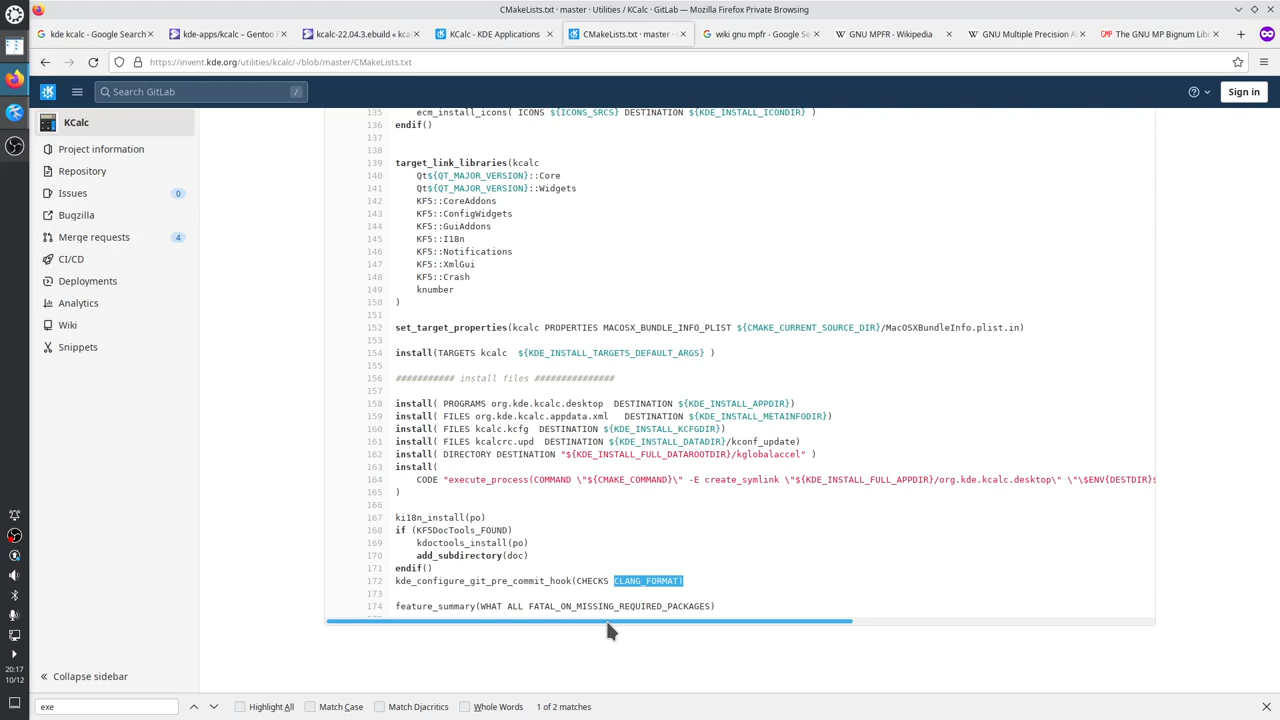 CMakeLists.txt · master · Utilities / KCalc · GitLab — Mozilla Firefox Private Browsing
kde kcalc - Google Search
kde-apps/kcalc – Gentoo F
kcalc-22.04.3.ebuild « kca
KCalc - KDE Applications
CMakeLists.txt · master · U
wiki gnu mpfr - Google Se
GNU MPFR - Wikipedia
GNU Multiple Precision A
The GNU MP Bignum Lib
https://invent.kde.org/utilities/kcalc/-/blob/master/CMakeLists.txt
Search GitLab
/
Sign in
KCalc
Project information
Repository
Issues 0
Bugzilla
Merge requests 4
CI/CD
Deployments
Analytics
Wiki
Snippets
Collapse sidebar
135 ecm_install_icons( ICONS ${ICONS_SRCS} DESTINATION ${KDE_INSTALL_ICONDIR} )
136 endif()
137
138
139 target_link_libraries(kcalc
140 Qt${QT_MAJOR_VERSION}::Core
141 Qt${QT_MAJOR_VERSION}::Widgets
142 KF5::CoreAddons
143 KF5::ConfigWidgets
144 KF5::GuiAddons
145 KF5::I18n
146 KF5::Notifications
147 KF5::XmlGui
148 KF5::Crash
149 knumber
150 )
151
152 set_target_properties(kcalc PROPERTIES MACOSX_BUNDLE_INFO_PLIST ${CMAKE_CURRENT_SOURCE_DIR}/MacOSXBundleInfo.plist.in)
153
154 install(TARGETS kcalc ${KDE_INSTALL_TARGETS_DEFAULT_ARGS} )
155
156 ########### install files ###############
157
158 install( PROGRAMS org.kde.kcalc.desktop DESTINATION ${KDE_INSTALL_APPDIR})
159 install( FILES org.kde.kcalc.appdata.xml DESTINATION ${KDE_INSTALL_METAINFODIR})
160 install( FILES kcalc.kcfg DESTINATION ${KDE_INSTALL_KCFGDIR})
161 install( FILES kcalcrc.upd DESTINATION ${KDE_INSTALL_DATADIR}/kconf_update)
162 install( DIRECTORY DESTINATION "${KDE_INSTALL_FULL_DATAROOTDIR}/kglobalaccel" )
163 install(
164 CODE "execute_process(COMMAND \"${CMAKE_COMMAND}\" -E create_symlink \"${KDE_INSTALL_FULL_APPDIR}/org.kde.kcalc.desktop\" \"\$ENV{DESTDIR}$
165 )
166
167 ki18n_install(po)
168 if (KF5DocTools_FOUND)
169 kdoctools_install(po)
170 add_subdirectory(doc)
171 endif()
172 kde_configure_git_pre_commit_hook(CHECKS CLANG_FORMAT)
173
174 feature_summary(WHAT ALL FATAL_ON_MISSING_REQUIRED_PACKAGES)
20:17
10/12
exe
Highlight All
Match Case
Match Diacritics
Whole Words
1 of 2 matches